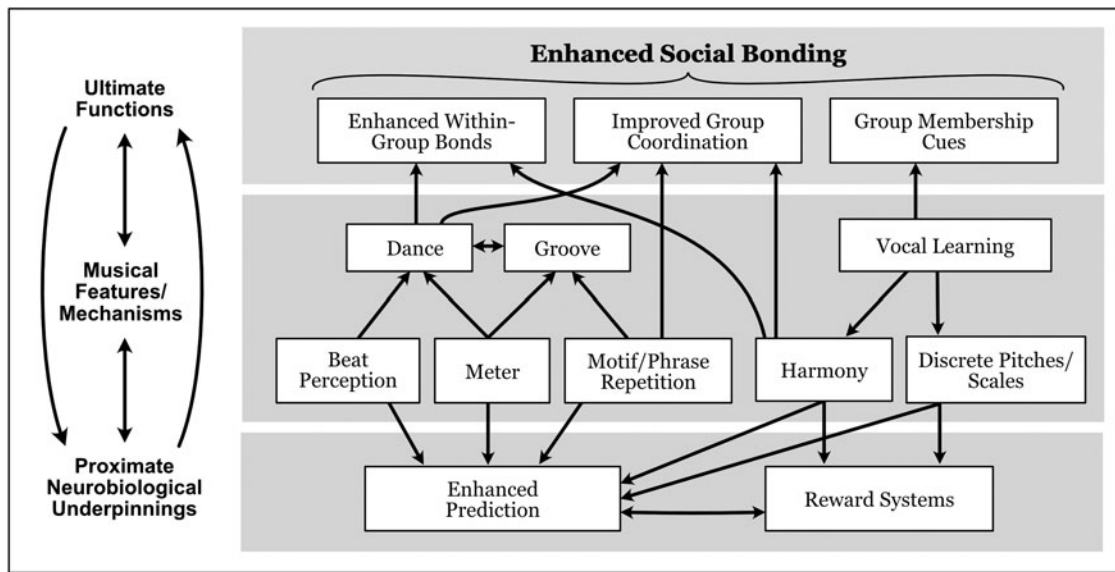 Ultimate
Functions
Musical
Features/
Mechanisms
Proximate
Neurobiological
Underpinnings
Enhanced Social Bonding
Enhanced Within-
Group Bonds
Improved Group
Coordination
Group Membership
Cues
Dance
Groove
Vocal Learning
Beat
Perception
Meter
Motif/Phrase
Repetition
Harmony
Discrete Pitches/
Scales
Enhanced
Prediction
Reward Systems